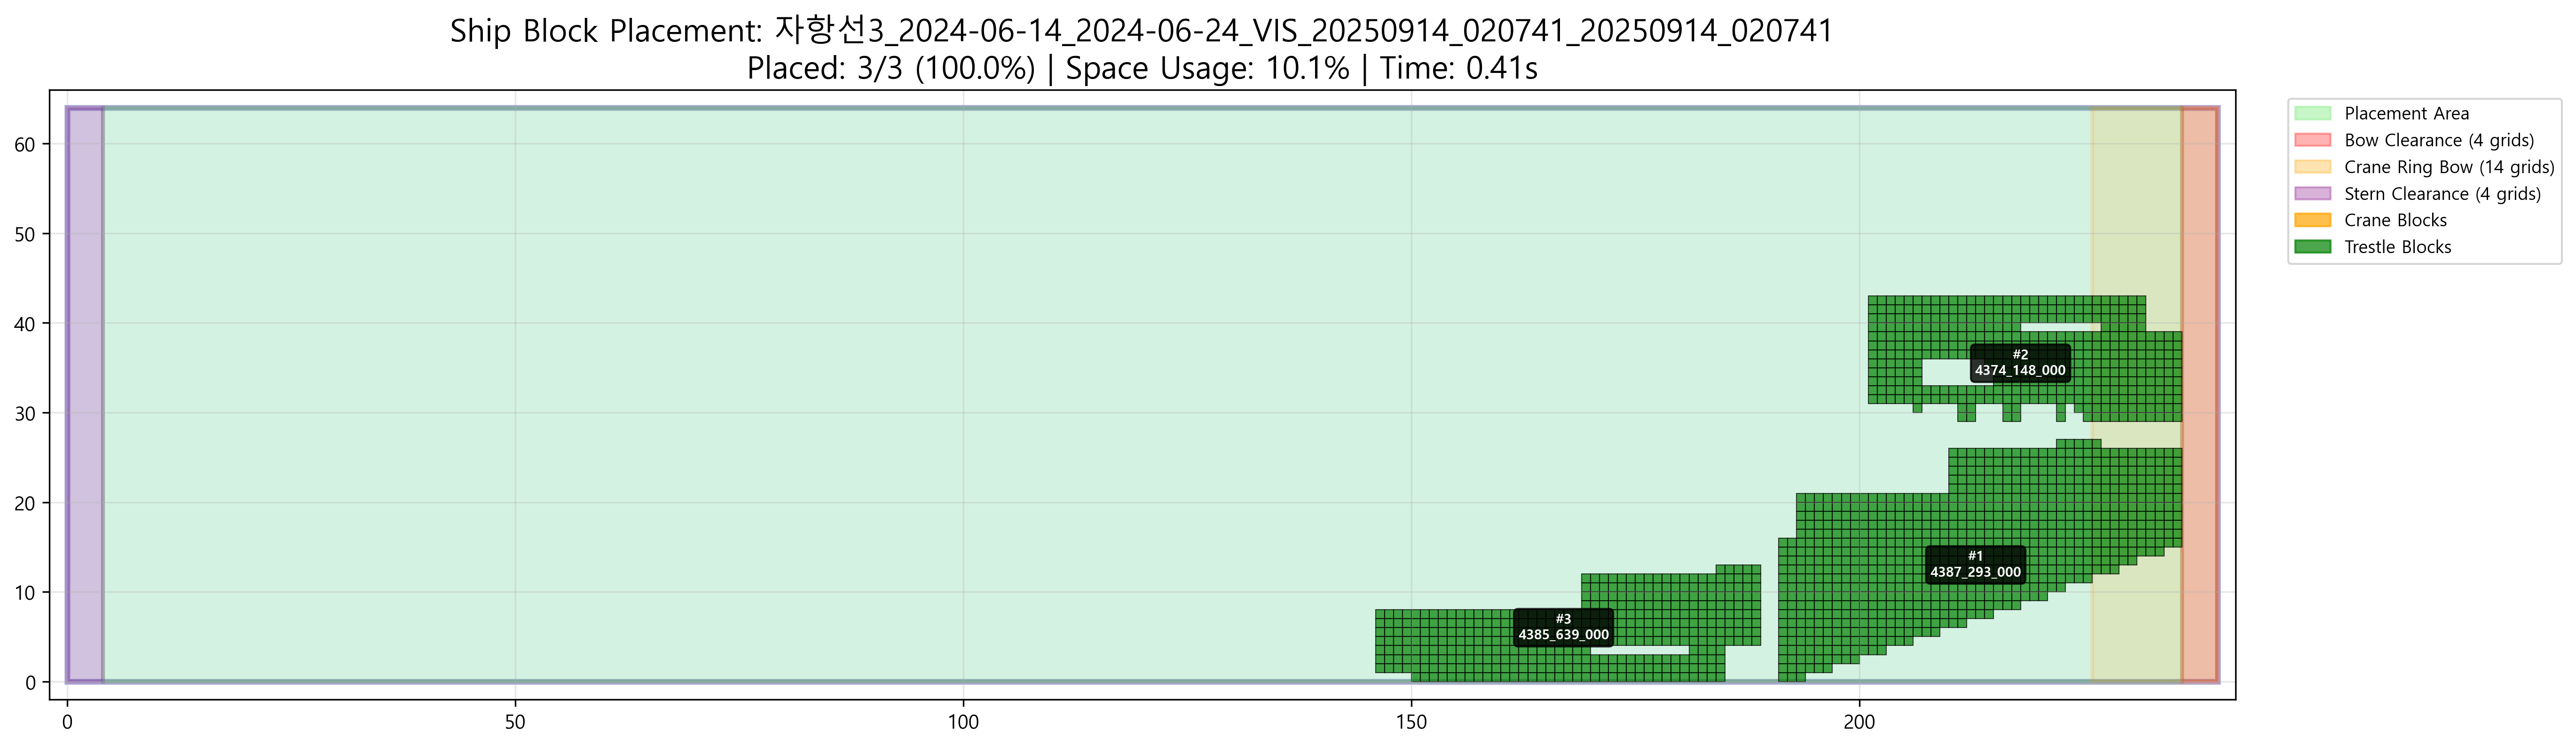 Ship Block Placement: 자항선3_2024-06-14_2024-06-24_VIS_20250914_020741_20250914_020741
Placed: 3/3 (100.0%) | Space Usage: 10.1% | Time: 0.41s
Placement Area
Bow Clearance (4 grids)
Crane Ring Bow (14 grids)
Stern Clearance (4 grids)
Crane Blocks
Trestle Blocks
60
50
40
30
20
10
0
#2
4374_148_000
#1
4387_293_000
#3
4385_639_000
0
50
100
150
200